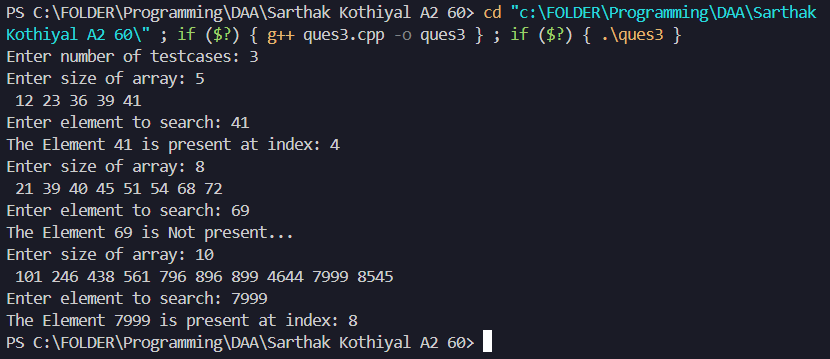 PS C:\FOLDER\Programming\DAA\Sarthak Kothiyal A2 60> cd "c:\FOLDER\Programming\DAA\Sarthak
Kothiyal A2 60\" ; if ($?) { g++ ques3.cpp -o ques3 } ; if ($?) { .\ques3 }
Enter number of testcases: 3
Enter size of array: 5
12 23 36 39 41
Enter element to search: 41
The Element 41 is present at index: 4
Enter size of array: 8
21 39 40 45 51 54 68 72
Enter element to search: 69
The Element 69 is Not present...
Enter size of array: 10
101 246 438 561 796 896 899 4644 7999 8545
Enter element to search: 7999
The Element 7999 is present at index: 8
PS C:\FOLDER\Programming\DAA\Sarthak Kothiyal A2 60>